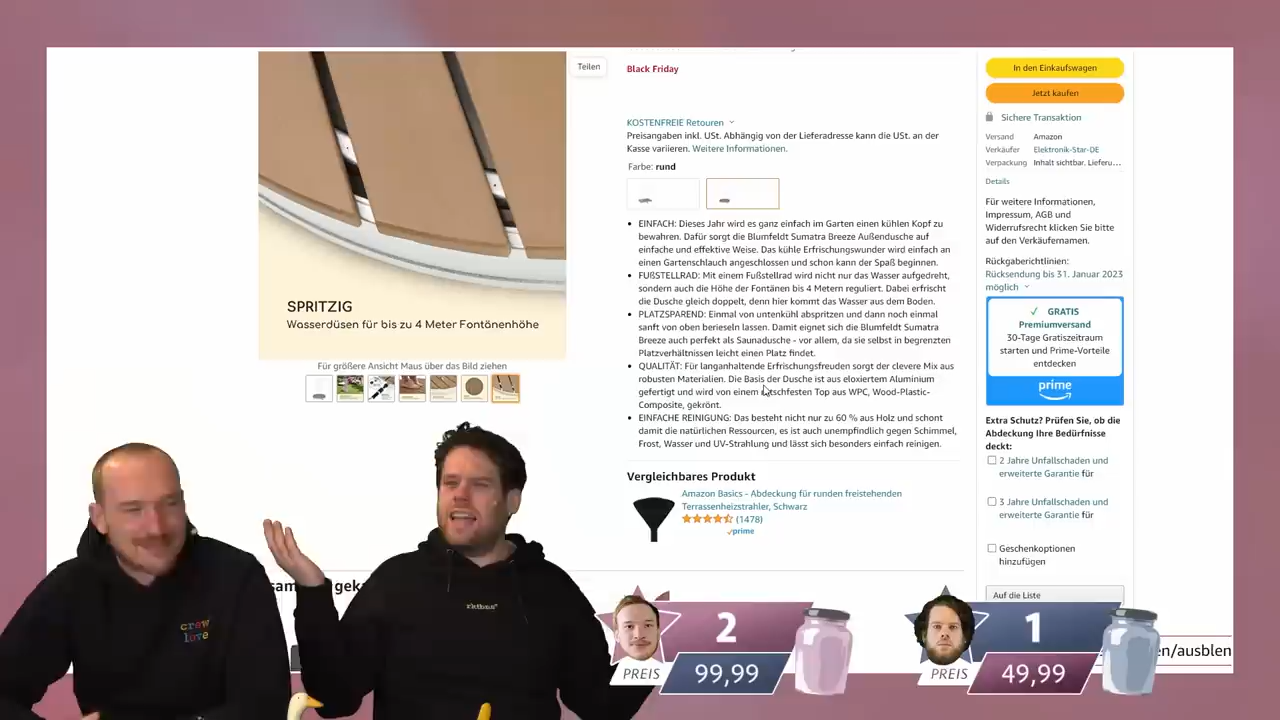 Teilen
SPRITZIG
Wasserdüsen für bis zu 4 Meter Fontänenhöhe
Für größere Ansicht Maus über das Bild ziehen
Black Friday
KOSTENFREIE Retouren
Preisangaben inkl. USt. Abhängig von der Lieferadresse kann die USt. an der
Kasse variieren. Weitere Informationen.
Farbe: rund
EINFACH: Dieses Jahr wird es ganz einfach im Garten einen kühlen Kopf zu
bewahren. Dafür sorgt die Blumfeldt Sumatra Breeze Außendusche auf
einfache und effektive Weise. Das kühle Erfrischungswunder wird einfach an
einen Gartenschlauch angeschlossen und schon kann der Spaß beginnen.
FUẞSTELLRAD: Mit einem Fußstellrad wird nicht nur das Wasser aufgedreht,
sondern auch die Höhe der Fontänen bis 4 Metern reguliert. Dabei erfrischt
die Dusche gleich doppelt, denn hier kommt das Wasser aus dem Boden.
PLATZSPAREND: Einmal von untenkühl abspritzen und dann noch einmal
sanft von oben berieseln lassen. Damit eignet sich die Blumfeldt Sumatra
Breeze auch perfekt als Saunadusche - vor allem, da sie selbst in begrenzten
Platzverhältnissen leicht einen Platz findet.
QUALITÄT: Für langanhaltende Erfrischungsfreuden sorgt der clevere Mix aus
robusten Materialien. Die Basis der Dusche ist aus eloxiertem Aluminium
gefertigt und wird von einem rutschfesten Top aus WPC, Wood-Plastic-
Composite, gekrönt.
EINFACHE REINIGUNG: Das besteht nicht nur zu 60 % aus Holz und schont
damit die natürlichen Ressourcen, es ist auch unempfindlich gegen Schimmel,
Frost, Wasser und UV-Strahlung und lässt sich besonders einfach reinigen.
Vergleichbares Produkt
Amazon Basics - Abdeckung für runden freistehenden
Terrassenheizstrahler, Schwarz
(1478)
prime
In den Einkaufswagen
Jetzt kaufen
Sichere Transaktion
Versand Amazon
Verkäufer Elektronik-Star-DE
Verpackung Inhalt sichtbar. Lieferu…
Details
Für weitere Informationen,
Impressum, AGB und
Widerrufsrecht klicken Sie bitte
auf den Verkäufernamen.
Rückgaberichtlinien:
Rücksendung bis 31. Januar 2023
möglich
GRATIS
Premiumversand
30-Tage Gratiszeitraum
starten und Prime-Vorteile
entdecken
prime
Extra Schutz? Prüfen Sie, ob die
Abdeckung Ihre Bedürfnisse
deckt:
2 Jahre Unfallschaden und
erweiterte Garantie für
3 Jahre Unfallschaden und
erweiterte Garantie für
Geschenkoptionen
hinzufügen
Auf die Liste
en/ausblen
crew
love
2
PREIS 99,99
1
PREIS 49,99